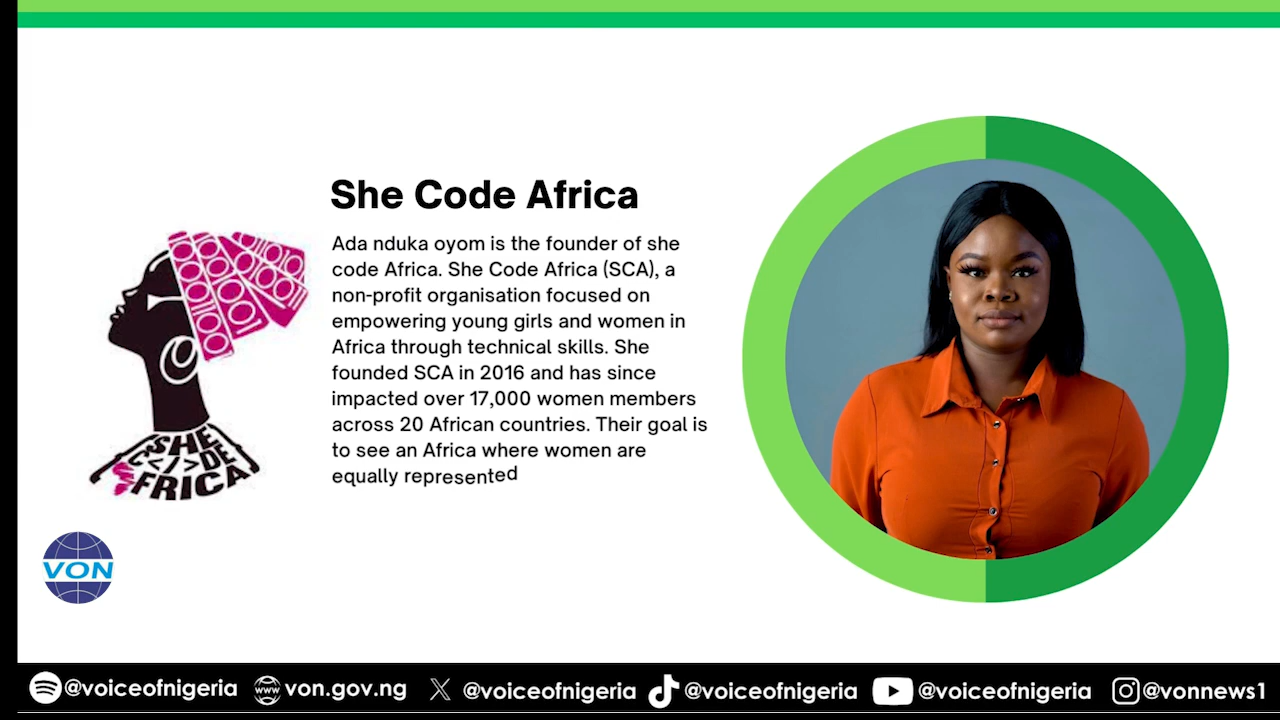 She Code Africa
Ada nduka oyom is the founder of she
code Africa. She Code Africa (SCA), a
non-profit organisation focused on
empowering young girls and women in
Africa through technical skills. She
founded SCA in 2016 and has since
impacted over 17,000 women members
across 20 African countries. Their goal is
to see an Africa where women are
equally represented
SHE
C</>DE
AFRICA
VON
@voiceofnigeria
www
von.gov.ng
@voiceofnigeria
@voiceofnigeria
@voiceofnigeria
@vonnews1